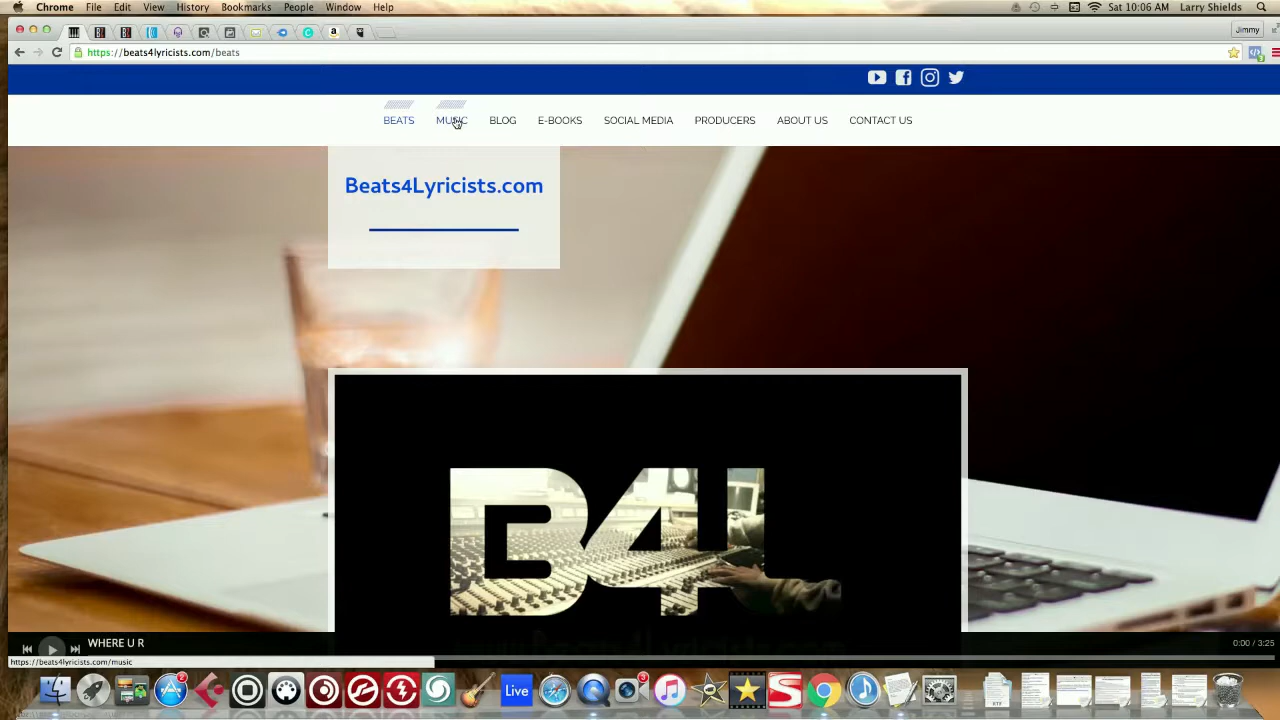 Chrome File Edit View History Bookmarks People Window Help Sat 10:06 AM Larry Shields
Jimmy
https://beats4lyricists.com/beats
BEATS MUSIC BLOG E-BOOKS SOCIAL MEDIA PRODUCERS ABOUT US CONTACT US
Beats4Lyricists.com
B4L
WHERE U R 0:00 / 3:25
https://beats4lyricists.com/music
Live